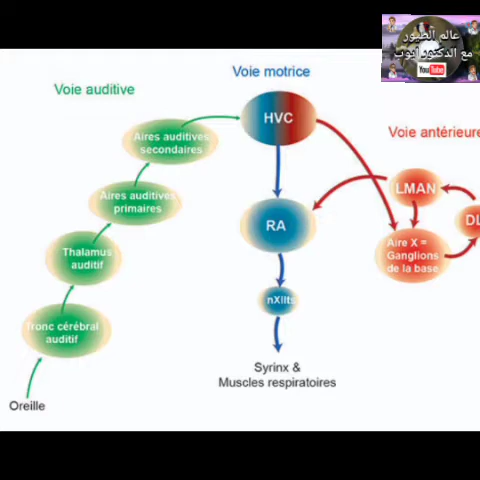 عالم الطيور
مع الدكتور أيوب
YouTube
Voie motrice
Voie auditive
Voie antérieure
HVC
Aires auditives
secondaires
LMAN
Aires auditives
primaires
RA
DL
Aire X =
Ganglions
de la base
Thalamus
auditif
nXIIts
Tronc cérébral
auditif
Syrinx &
Muscles respiratoires
Oreille